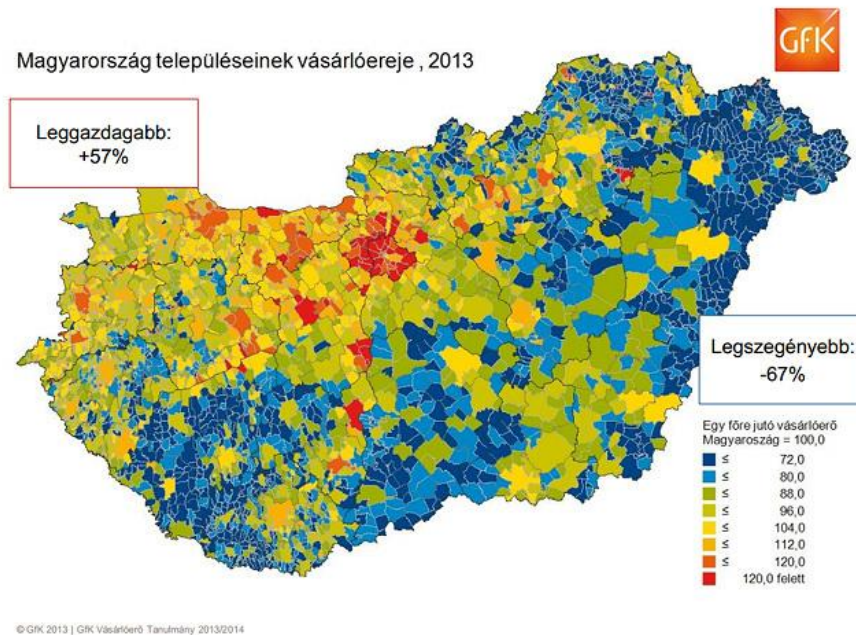 GFK
Magyarország településeinek vásárlóereje , 2013
Leggazdagabb:
+57%
Legszegényebb:
-67%
Egy főre jutó vásárlóerő
Magyaroszág = 100,0
≤ 72,0
≤ 80,0
≤ 88,0
≤ 96,0
≤ 104,0
≤ 112,0
≤ 120,0
120,0 felett
© GfK 2013 | GfK Vásárlóerő Tanulmány 2013/2014